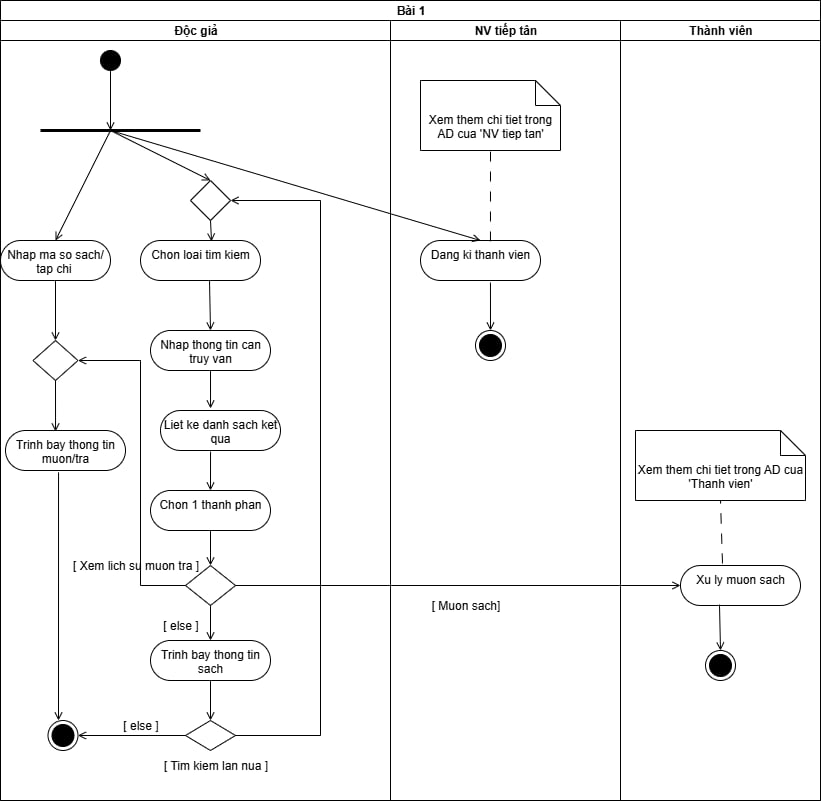 Bài 1
Độc giả
NV tiếp tân
Thành viên
Xem them chi tiet trong
AD cua 'NV tiep tan'
Nhap ma so sach/
tap chi
Chon loai tim kiem
Dang ki thanh vien
Nhap thong tin can
truy van
Liet ke danh sach ket
qua
Trinh bay thong tin
muon/tra
Xem them chi tiet trong AD cua
'Thanh vien'
Chon 1 thanh phan
[ Xem lich su muon tra ]
Xu ly muon sach
[ Muon sach]
[ else ]
Trinh bay thong tin
sach
[ else ]
[ Tim kiem lan nua ]